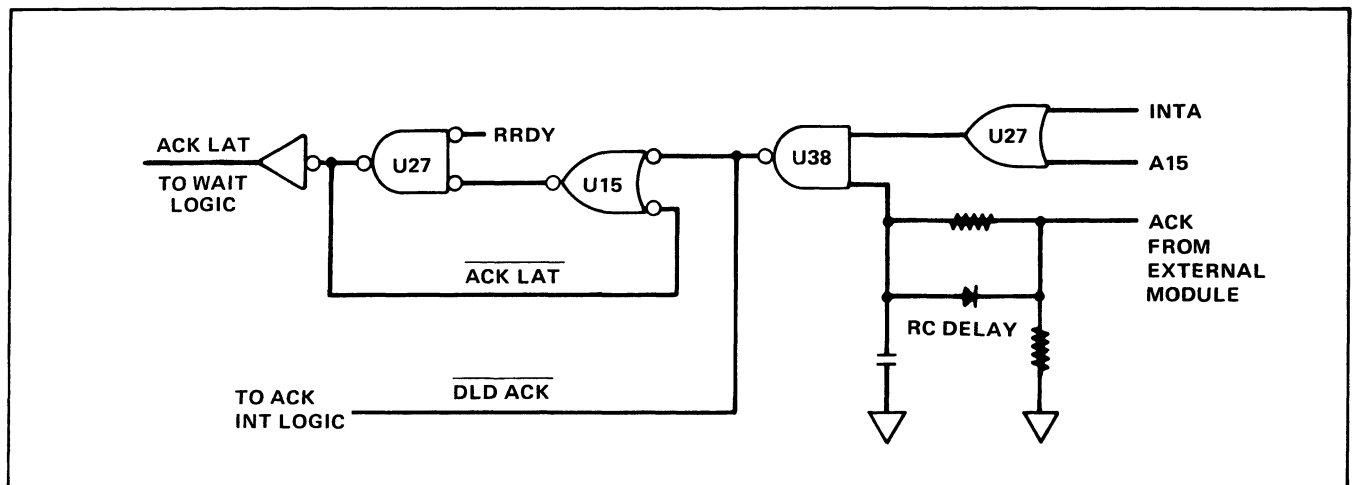 ACK LAT
TO WAIT
LOGIC
U27
RRDY
U15
U38
U27
INTA
A15
ACK
FROM
EXTERNAL
MODULE
ACK LAT
RC DELAY
TO ACK
INT LOGIC
DLD ACK